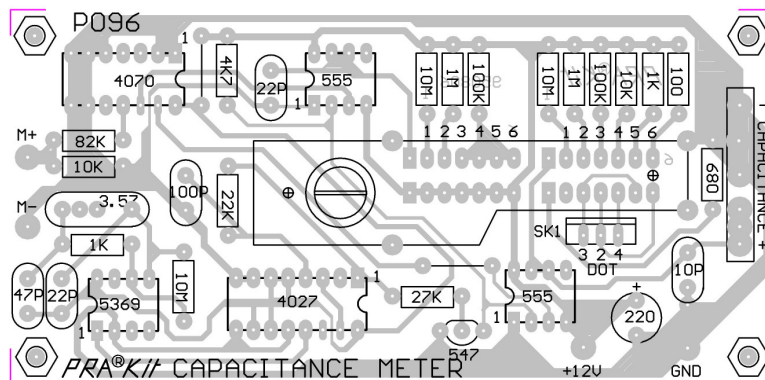 P096
1
4070
4K7
22P
1
555
10M
1M
100K
10M
1M
100K
10K
1K
100
M+
82K
10K
1 2 3 4 5 6
1 2 3 4 5 6
- CAPACITANCE +
680
M-
3.57
100P
22K
SK1
3 2 4
DOT
1K
47P
22P
5369
1
10M
4027
1
27K
1
555
547
10P
+
220
PRA®Kit CAPACITANCE METER
+12V
GND